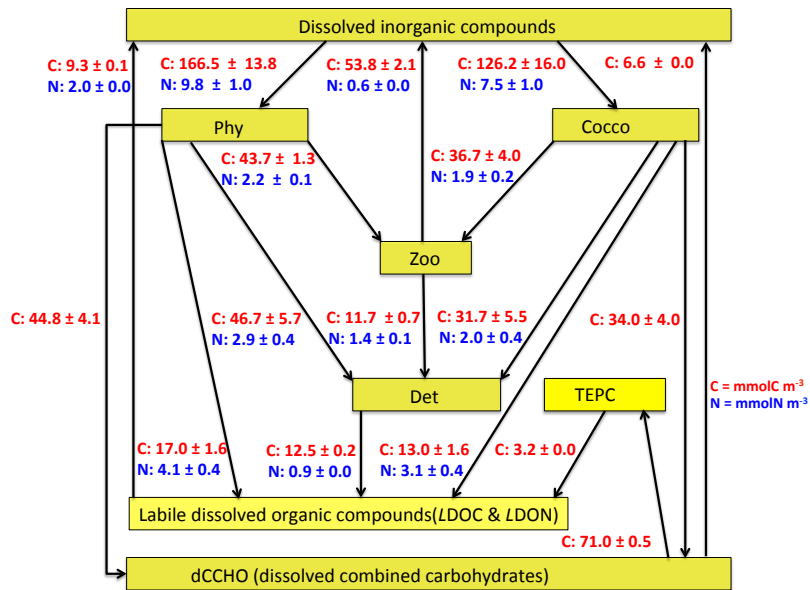 Dissolved inorganic compounds
C: 9.3 ± 0.1
N: 2.0 ± 0.0
C: 166.5 ± 13.8
N: 9.8 ± 1.0
C: 53.8 ± 2.1
N: 0.6 ± 0.0
C: 126.2 ± 16.0
N: 7.5 ± 1.0
C: 6.6 ± 0.0
Phy
Cocco
C: 43.7 ± 1.3
N: 2.2 ± 0.1
C: 36.7 ± 4.0
N: 1.9 ± 0.2
Zoo
C: 44.8 ± 4.1
C: 46.7 ± 5.7
N: 2.9 ± 0.4
C: 11.7 ± 0.7
N: 1.4 ± 0.1
C: 31.7 ± 5.5
N: 2.0 ± 0.4
C: 34.0 ± 4.0
C = mmolC m⁻³
N = mmolN m⁻³
Det
TEPC
C: 17.0 ± 1.6
N: 4.1 ± 0.4
C: 12.5 ± 0.2
N: 0.9 ± 0.0
C: 13.0 ± 1.6
N: 3.1 ± 0.4
C: 3.2 ± 0.0
Labile dissolved organic compounds(LDOC & LDON)
C: 71.0 ± 0.5
dCCHO (dissolved combined carbohydrates)